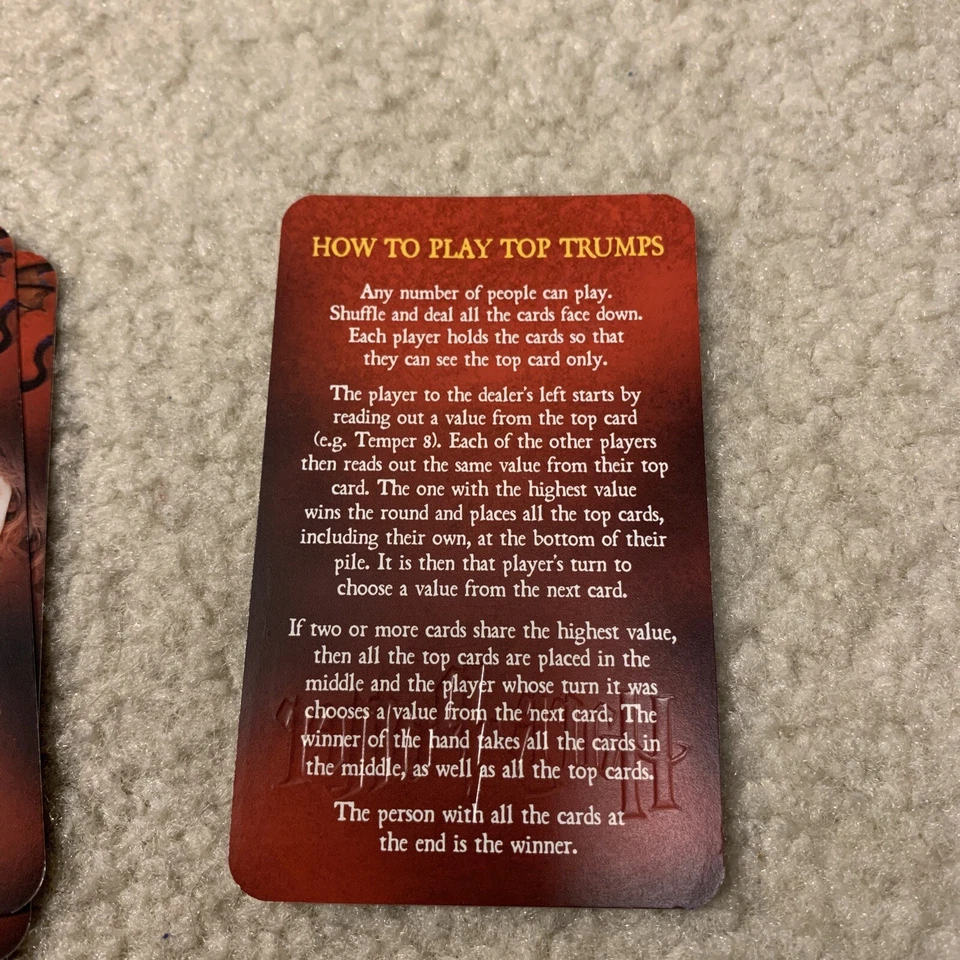 HOW TO PLAY TOP TRUMPS
Any number of people can play.
Shuffle and deal all the cards face down.
Each player holds the cards so that
they can see the top card only.
The player to the dealer's left starts by
reading out a value from the top card
(e.g. Temper 8). Each of the other players
then reads out the same value from their top
card. The one with the highest value
wins the round and places all the top cards,
including their own, at the bottom of their
pile. It is then that player's turn to
choose a value from the next card.
If two or more cards share the highest value,
then all the top cards are placed in the
middle and the player whose turn it was
chooses a value from the next card. The
winner of the hand takes all the cards in
the middle, as well as all the top cards.
The person with all the cards at
the end is the winner.